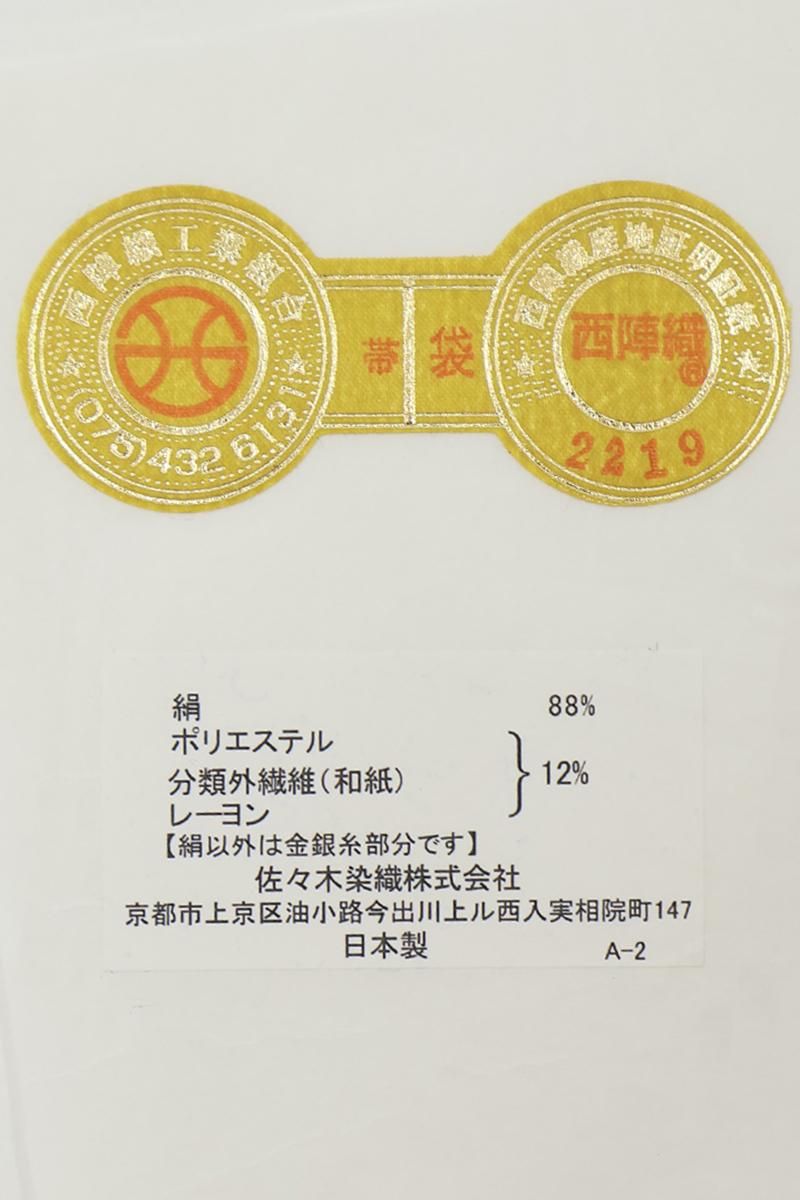 西陣織工業組合
(075)432 6131
帯 袋
西陣織産地証明証紙
西陣織
2219
絹 88%
ポリエステル
分類外繊維(和紙) 12%
レーヨン
【絹以外は金銀糸部分です】
佐々木染織株式会社
京都市上京区油小路今出川上ル西入実相院町147
日本製 A-2